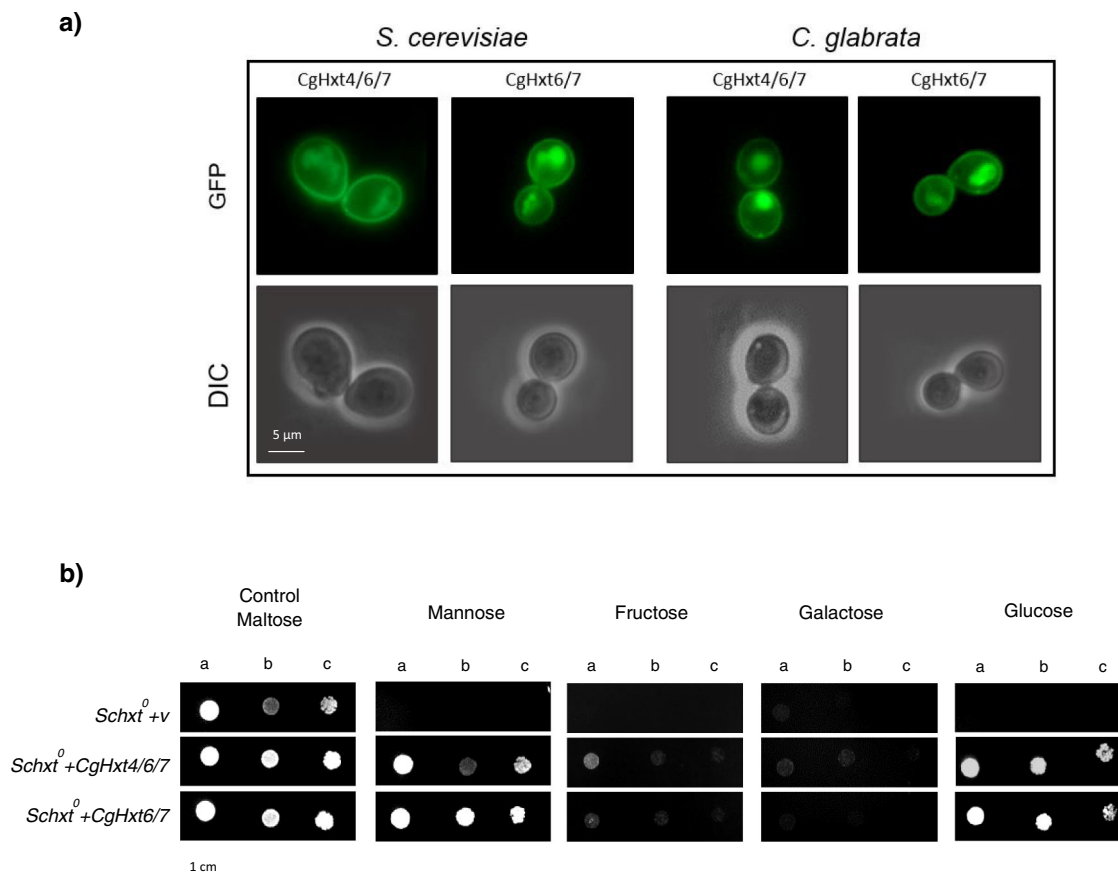 a)
S. cerevisiae
C. glabrata
CgHxt4/6/7
CgHxt6/7
CgHxt4/6/7
CgHxt6/7
GFP
DIC
5 µm
b)
Control
Maltose
Mannose
Fructose
Galactose
Glucose
a b c
a b c
a b c
a b c
a b c
Schxt⁰+v
Schxt⁰+CgHxt4/6/7
Schxt⁰+CgHxt6/7
1 cm